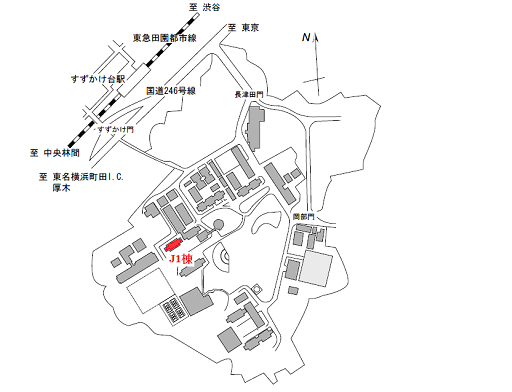 至 渋谷
至 東京
東急田園都市線
N
すずかけ台駅
国道246号線
長津田門
すずかけ門
至 中央林間
至 東名横浜町田I.C.
厚木
岡部門
J1棟